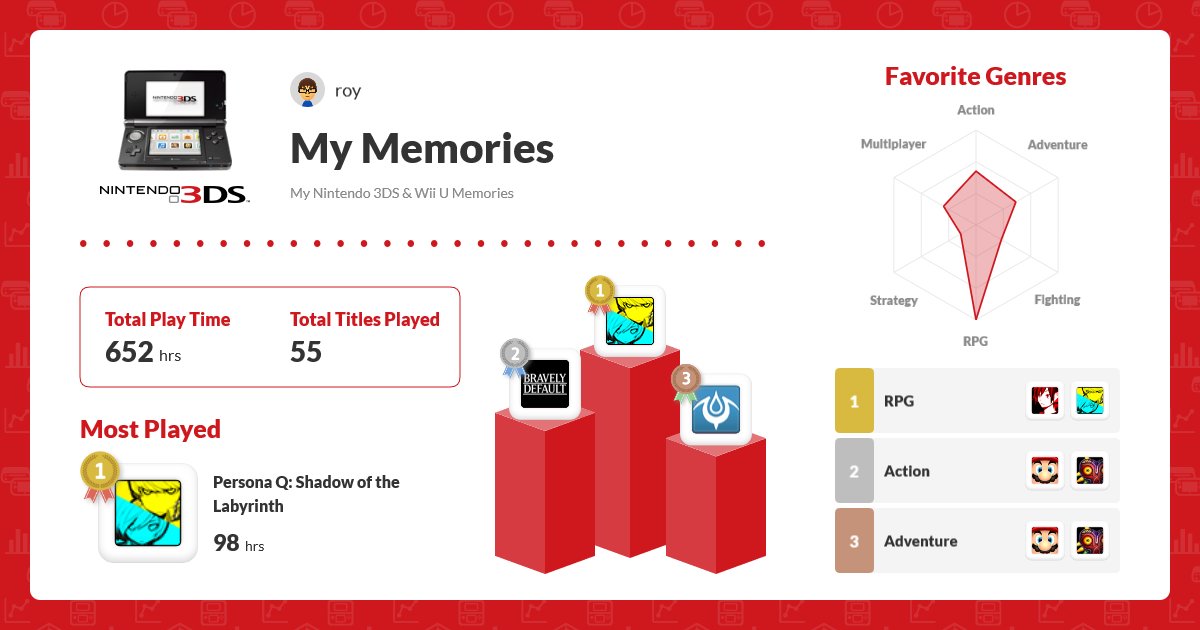 NINTENDO 3DS
NINTENDO 3DS™
roy
My Memories
My Nintendo 3DS & Wii U Memories
Total Play Time
652 hrs
Total Titles Played
55
Most Played
1
Persona Q: Shadow of the
Labyrinth
98 hrs
1
2
BRAVELY
DEFAULT
3
Favorite Genres
Action
Multiplayer
Adventure
Strategy
Fighting
RPG
1 RPG
2 Action
3 Adventure